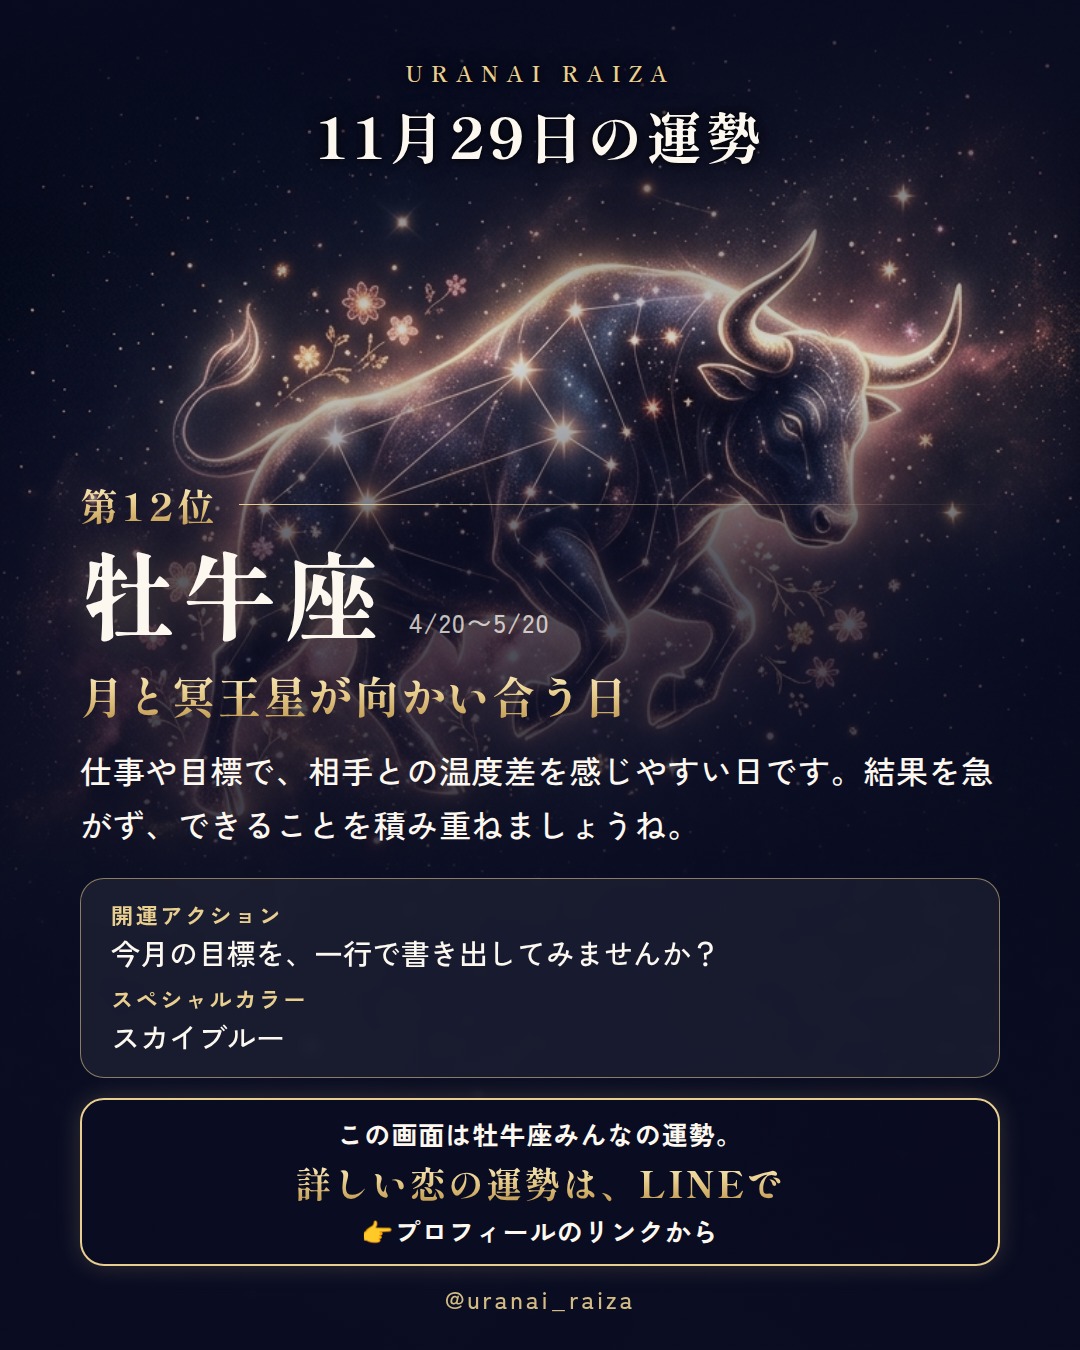 URANAI RAIZA
11月29日の運勢
第12位
牡牛座 4/20〜5/20
月と冥王星が向かい合う日
仕事や目標で、相手との温度差を感じやすい日です。結果を急
がず、できることを積み重ねましょうね。
開運アクション
今月の目標を、一行で書き出してみませんか？
スペシャルカラー
スカイブルー
この画面は牡牛座みんなの運勢。
詳しい恋の運勢は、LINEで
👉プロフィールのリンクから
@uranai_raiza